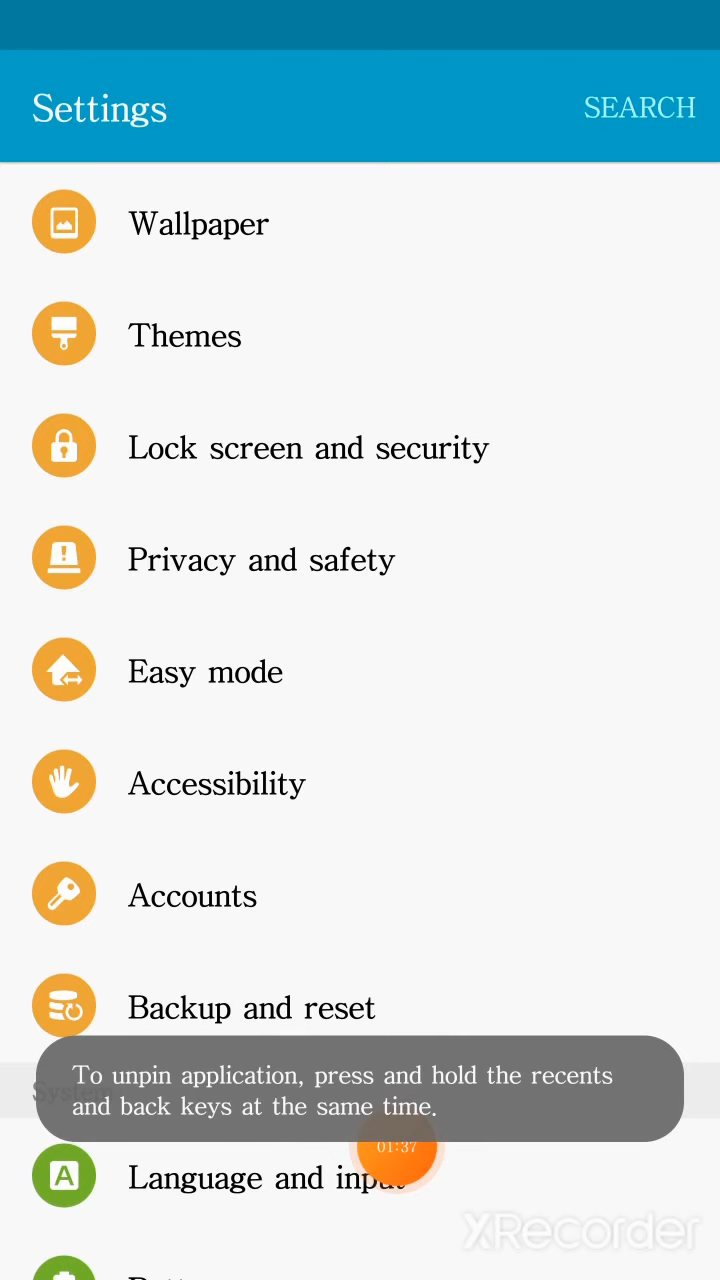 Settings
SEARCH
Wallpaper
Themes
Lock screen and security
Privacy and safety
Easy mode
Accessibility
Accounts
Backup and reset
System
To unpin application, press and hold the recents
and back keys at the same time.
01:37
A
Language and input
XRecorder